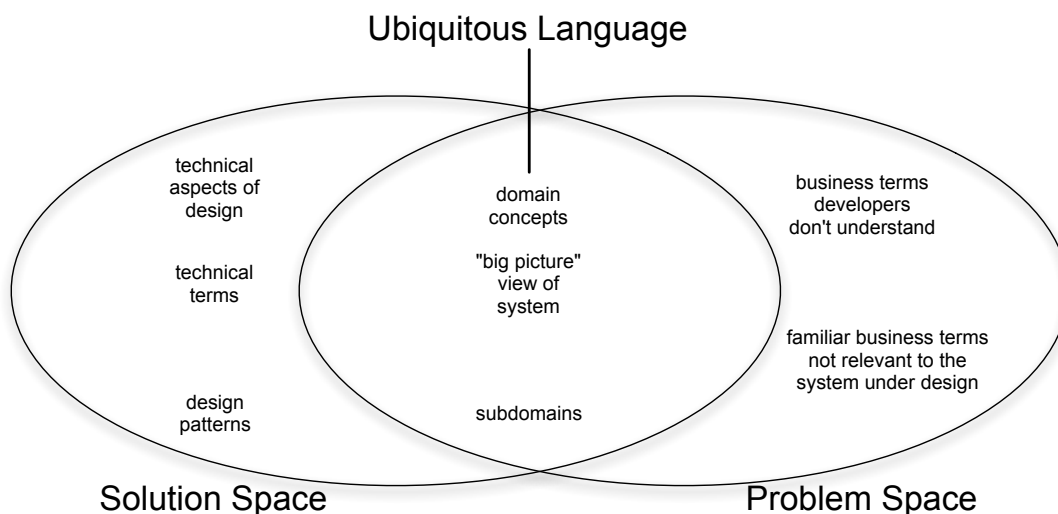 Ubiquitous Language
technical
aspects of
design
technical
terms
design
patterns
domain
concepts
"big picture"
view of
system
subdomains
business terms
developers
don't understand
familiar business terms
not relevant to the
system under design
Solution Space
Problem Space